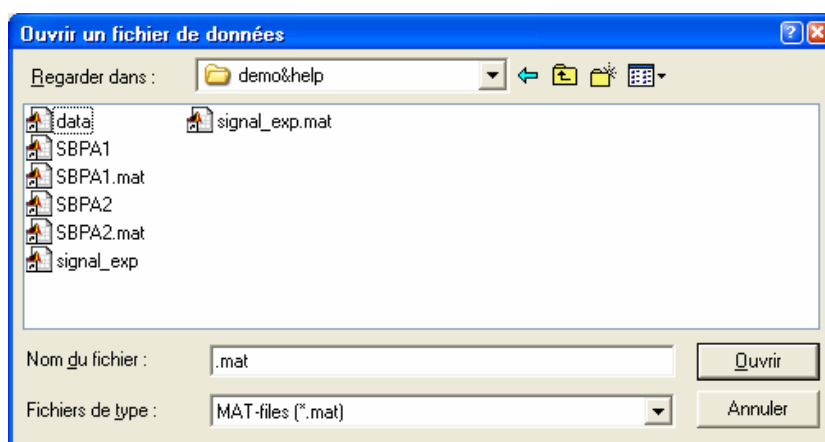 Ouvrir un fichier de données
Regarder dans :
demo&help
data
SBPA1
SBPA1.mat
SBPA2
SBPA2.mat
signal_exp
signal_exp.mat
Nom du fichier :
.mat
Ouvrir
Fichiers de type :
MAT-files (*.mat)
Annuler